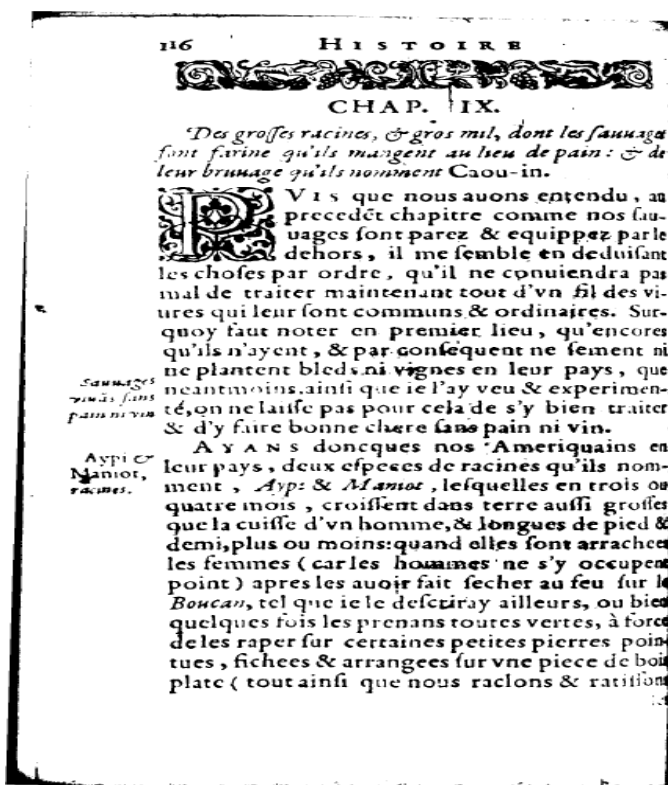 116 HISTOIRE
CHAP. IX.
Des groſſes racines, & gros mil, dont les ſauuages
font farine qu'ils mangent au lieu de pain: & de
leur bruuage qu'ils nomment Caou-in.
PVIS que nous auons entendu, au
precedēt chapitre comme nos ſau-
uages ſont parez & equippez par le
dehors, il me ſemble en deduiſant
les choſes par ordre, qu'il ne conuiendra pas
mal de traiter maintenant tout d'vn fil des vi-
ures qui leur ſont communs & ordinaires. Sur-
quoy faut noter en premier lieu, qu'encores
qu'ils n'ayent, & par conſequent ne ſement ni
ne plantent bleds ni vignes en leur pays, que
neantmoins ainſi que ie l'ay veu & experimen-
té, on ne laiſſe pas pour cela de s'y bien traiter
& d'y faire bonne chere ſans pain ni vin.
Sauuages
viuās ſans
pain ni vin
AYANS doncques nos Ameriquains en
leur pays, deux eſpeces de racines qu'ils nom-
ment, Aypi & Maniot, leſquelles en trois ou
quatre mois, croiſſent dans terre auſſi groſſes
que la cuiſſe d'vn homme, & longues de pied &
demi, plus ou moins: quand elles ſont arrachees
les femmes (car les hommes ne s'y occupent
point) apres les auoir fait ſecher au feu ſur le
Boucan, tel que ie le deſcriray ailleurs, ou bien
quelques fois les prenans toutes vertes, à force
de les raper ſur certaines petites pierres poin-
tues, fichees & arrangees ſur vne piece de bois
plate (tout ainſi que nous raclons & ratiſſons
Aypi &
Maniot,
racines.